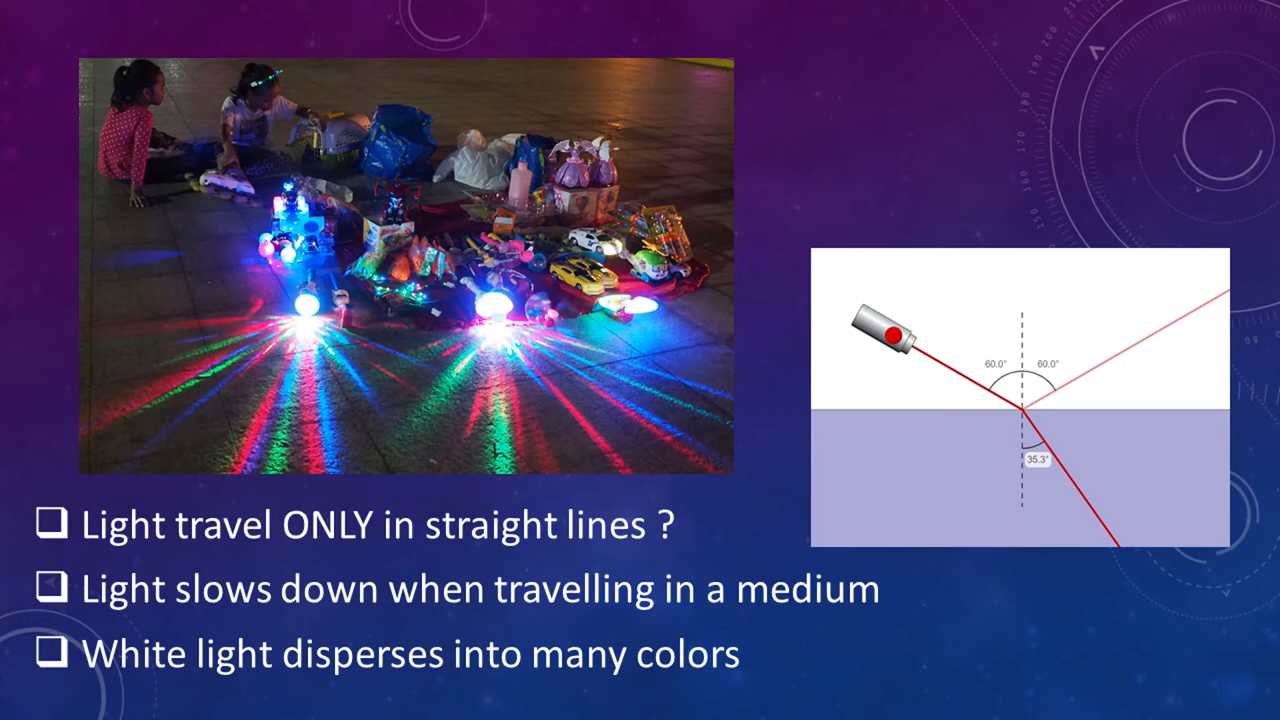 60.0°
60.0°
35.3°
Light travel ONLY in straight lines ?
Light slows down when travelling in a medium
White light disperses into many colors